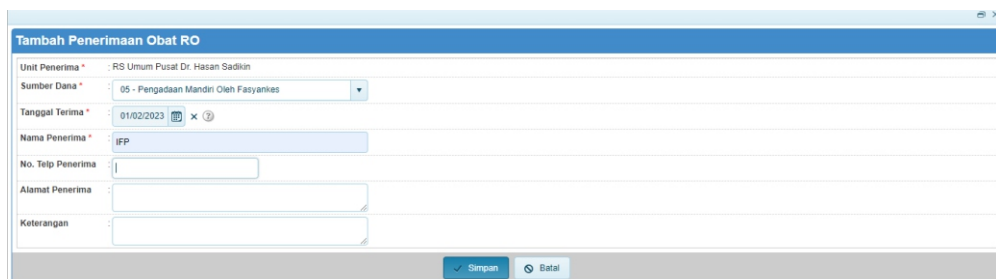 Tambah Penerimaan Obat RO
Unit Penerima * : RS Umum Pusat Dr. Hasan Sadikin
Sumber Dana * : 05 - Pengadaan Mandiri Oleh Fasyankes
Tanggal Terima * : 01/02/2023
Nama Penerima * : IFP
No. Telp Penerima :
Alamat Penerima :
Keterangan :
Simpan Batal